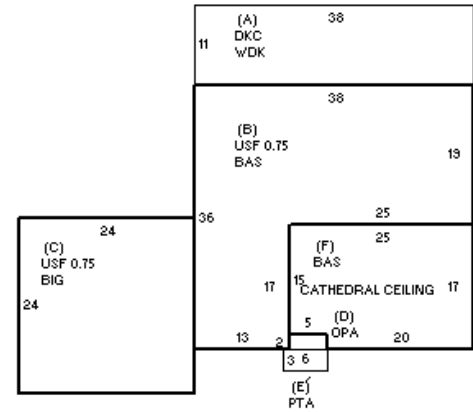 38
(A)
DKC
WDK
11
38
(B)
USF 0.75
BAS
19
25
25
24
36
(C)
USF 0.75
BIG
(F)
BAS
24
17
15
CATHEDRAL CEILING
17
5
(D)
OPA
13
2
20
3 6
(E)
PTA